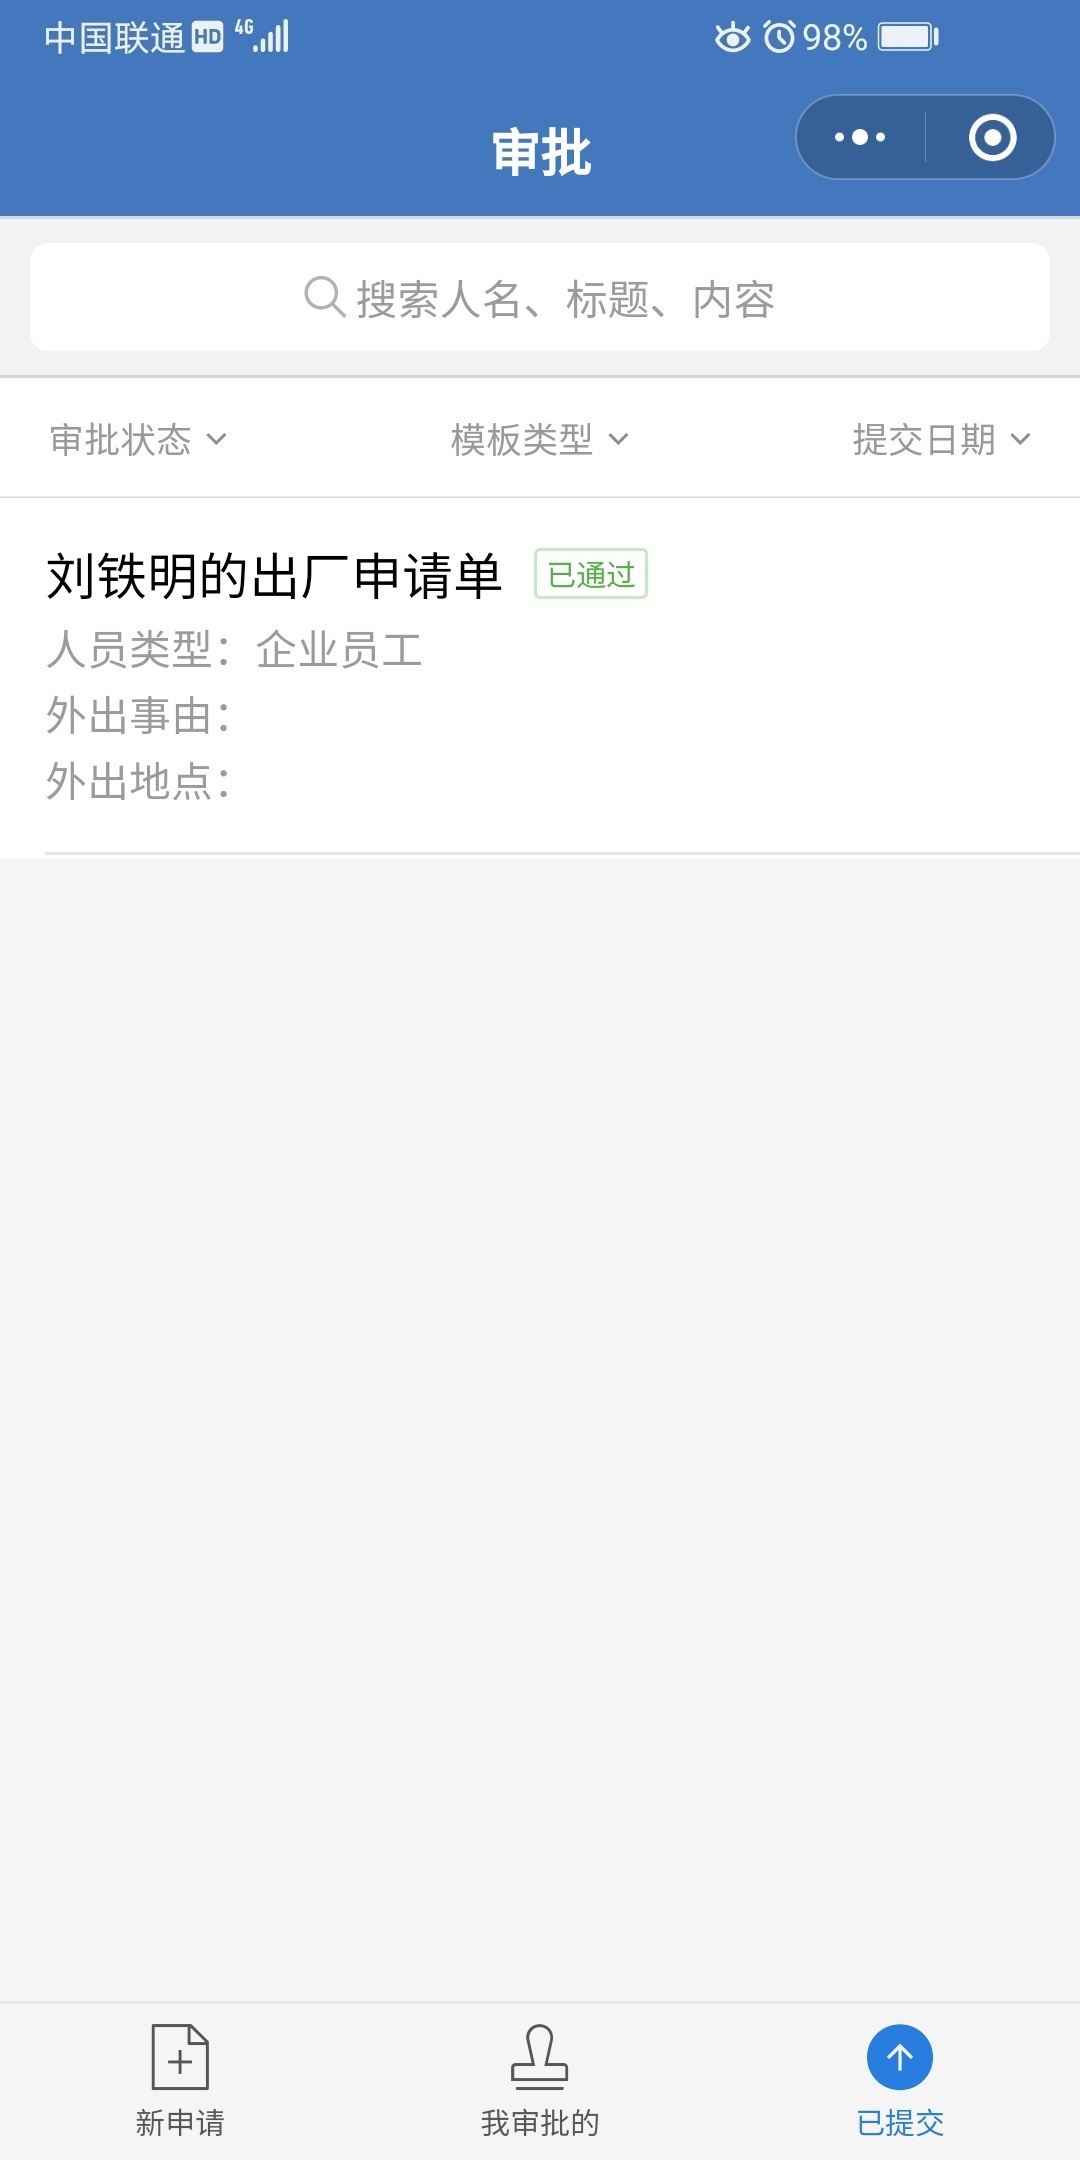 中国联通 HD 4G 98%
审批
搜索人名、标题、内容
审批状态 模板类型 提交日期
刘铁明的出厂申请单 已通过
人员类型：企业员工
外出事由：
外出地点：
新申请 我审批的 已提交